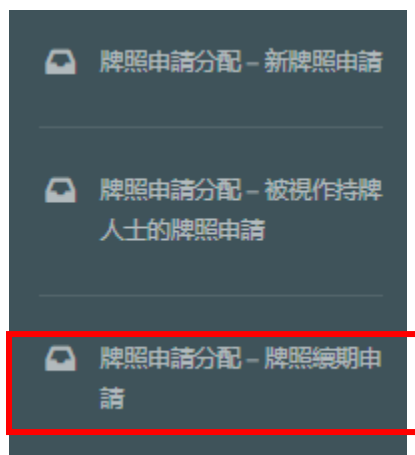 牌照申請分配 – 新牌照申請
牌照申請分配 – 被視作持牌
人士的牌照申請
牌照申請分配 – 牌照續期申
請